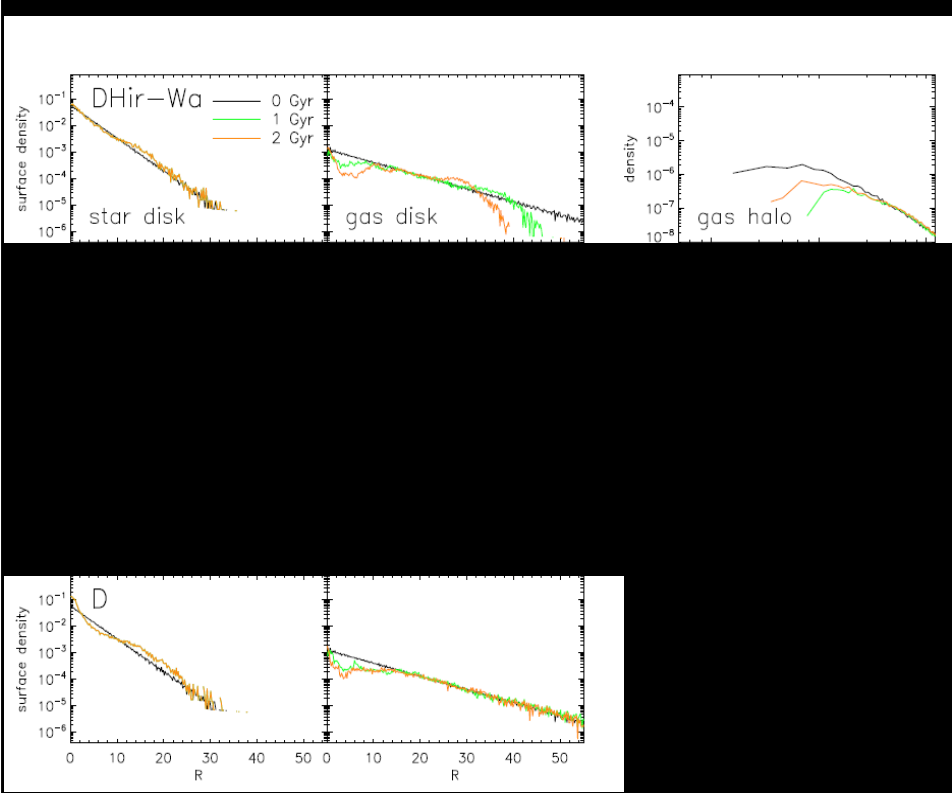 DHir-Wa
0 Gyr
1 Gyr
2 Gyr
surface density
10⁻¹
10⁻²
10⁻³
10⁻⁴
10⁻⁵
10⁻⁶
star disk
gas disk
density
10⁻⁴
10⁻⁵
10⁻⁶
10⁻⁷
10⁻⁸
gas halo
D
surface density
10⁻¹
10⁻²
10⁻³
10⁻⁴
10⁻⁵
10⁻⁶
0 10 20 30 40 50 0 10 20 30 40 50
R R